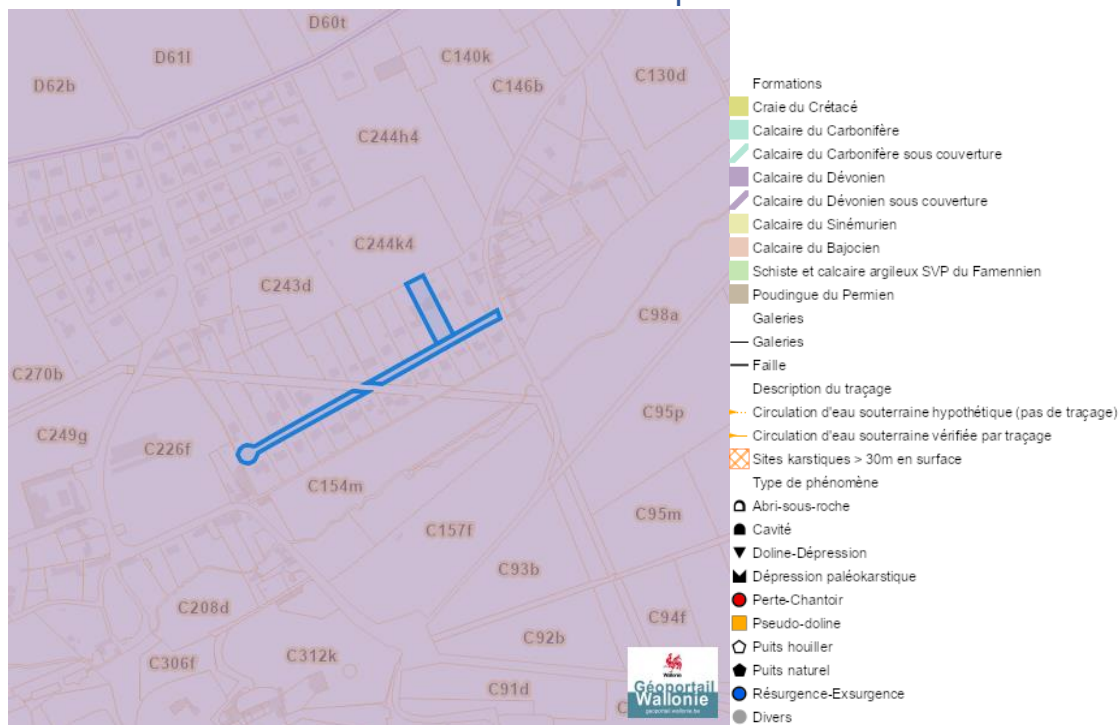 D60t
D61l
C140k
D62b
C146b
C130d
C244h4
C244k4
C243d
C98a
C270b
C95p
C249g
C226f
C154m
C95m
C157f
C93b
C208d
C94f
C92b
C306f
C312k
C91d
C
Wallonie
Géoportail
Wallonie
geoportail.wallonie.be
Formations
Craie du Crétacé
Calcaire du Carbonifère
Calcaire du Carbonifère sous couverture
Calcaire du Dévonien
Calcaire du Dévonien sous couverture
Calcaire du Sinémurien
Calcaire du Bajocien
Schiste et calcaire argileux SVP du Famennien
Poudingue du Permien
Galeries
Galeries
Faille
Description du traçage
Circulation d'eau souterraine hypothétique (pas de traçage)
Circulation d'eau souterraine vérifiée par traçage
Sites karstiques > 30m en surface
Type de phénomène
Abri-sous-roche
Cavité
Doline-Dépression
Dépression paléokarstique
Perte-Chantoir
Pseudo-doline
Puits houiller
Puits naturel
Résurgence-Exsurgence
Divers